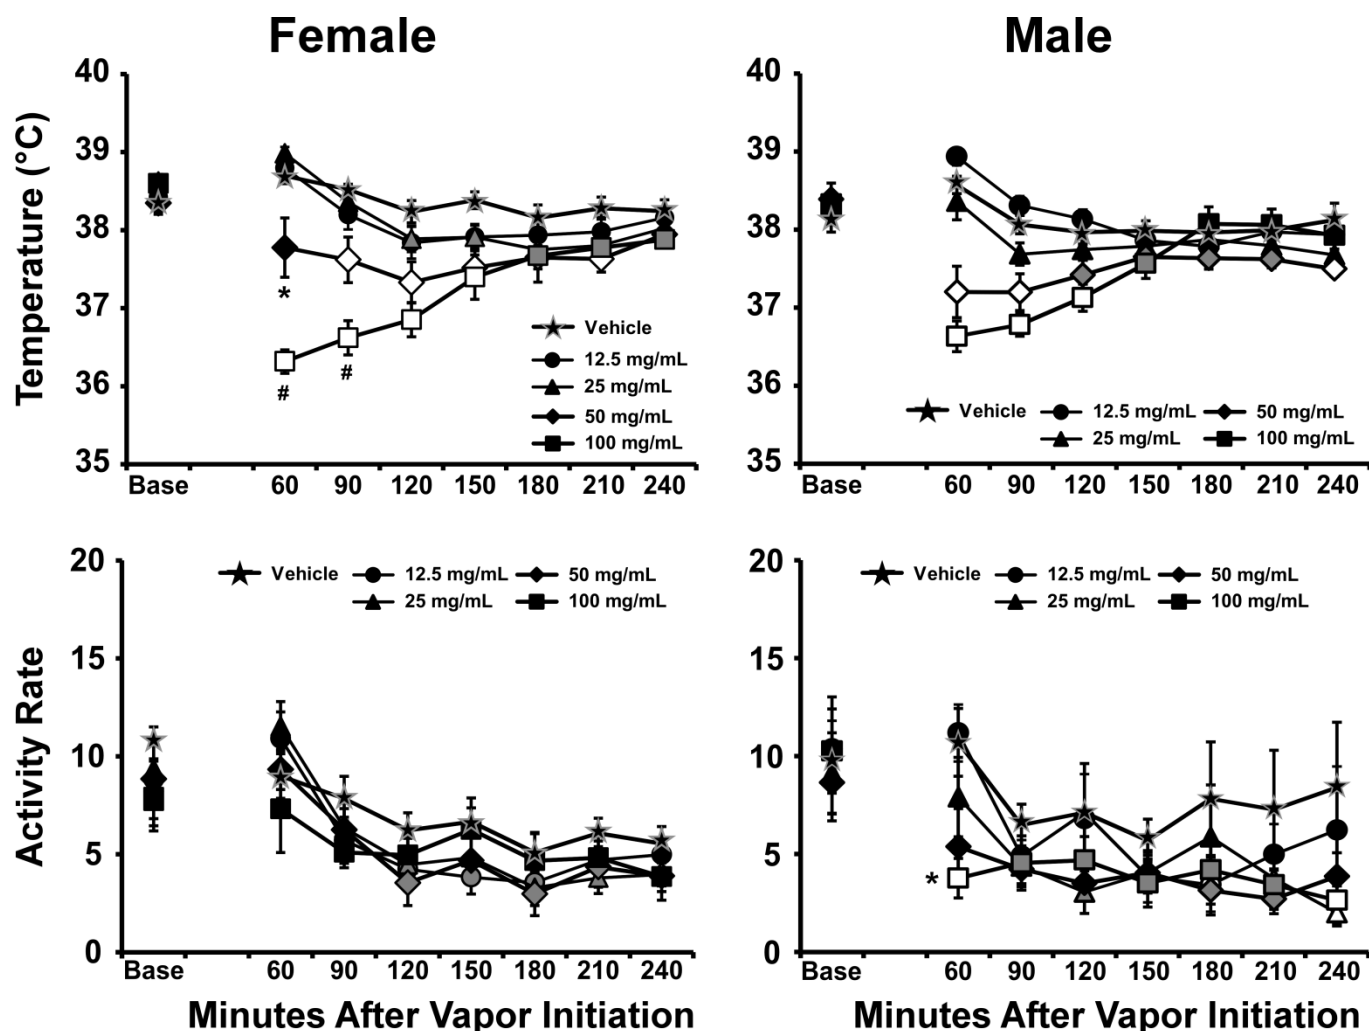 Female
Male
Temperature (°C)
40
39
38
37
36
35
*
#
#
Vehicle
12.5 mg/mL
25 mg/mL
50 mg/mL
100 mg/mL
Base 60 90 120 150 180 210 240
40
39
38
37
36
35
Vehicle 12.5 mg/mL 50 mg/mL
25 mg/mL 100 mg/mL
Base 60 90 120 150 180 210 240
Activity Rate
20
15
10
5
0
Vehicle 12.5 mg/mL 50 mg/mL
25 mg/mL 100 mg/mL
Base 60 90 120 150 180 210 240
Minutes After Vapor Initiation
20
15
10
5
0
Vehicle 12.5 mg/mL 50 mg/mL
25 mg/mL 100 mg/mL
*
Base 60 90 120 150 180 210 240
Minutes After Vapor Initiation